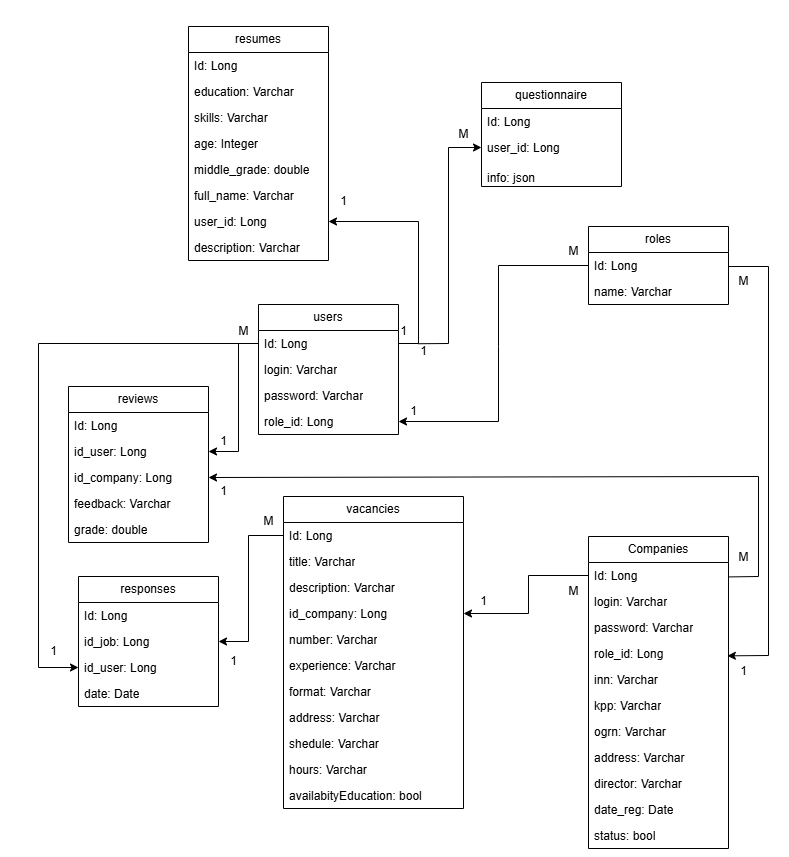 resumes
Id: Long
education: Varchar
skills: Varchar
age: Integer
middle_grade: double
full_name: Varchar
user_id: Long
description: Varchar
1
questionnaire
Id: Long
user_id: Long
info: json
M
roles
Id: Long
name: Varchar
M
M
users
Id: Long
login: Varchar
password: Varchar
role_id: Long
M
1
1
1
reviews
Id: Long
id_user: Long
id_company: Long
feedback: Varchar
grade: double
1
1
vacancies
Id: Long
title: Varchar
description: Varchar
id_company: Long
number: Varchar
experience: Varchar
format: Varchar
address: Varchar
shedule: Varchar
hours: Varchar
availabityEducation: bool
M
1
responses
Id: Long
id_job: Long
id_user: Long
date: Date
1
1
Companies
Id: Long
login: Varchar
password: Varchar
role_id: Long
inn: Varchar
kpp: Varchar
ogrn: Varchar
address: Varchar
director: Varchar
date_reg: Date
status: bool
M
M
1